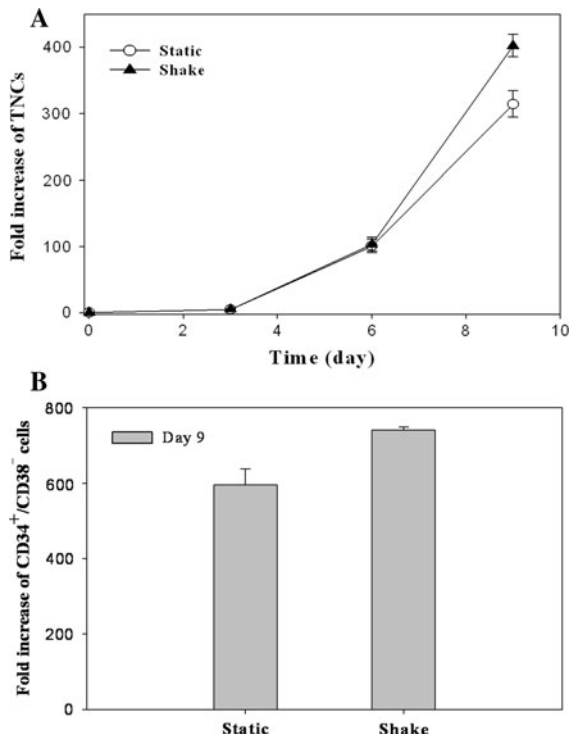 A
400
300
200
100
0
Fold increase of TNCs
Static
Shake
0 2 4 6 8 10
Time (day)
B
800
600
400
200
0
Fold increase of CD34⁺/CD38⁻ cells
Day 9
Static Shake